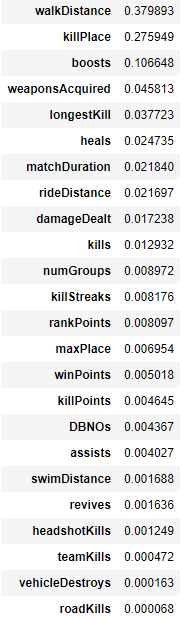 walkDistance 0.379893
killPlace 0.275949
boosts 0.106648
weaponsAcquired 0.045813
longestKill 0.037723
heals 0.024735
matchDuration 0.021840
rideDistance 0.021697
damageDealt 0.017238
kills 0.012932
numGroups 0.008972
killStreaks 0.008176
rankPoints 0.008097
maxPlace 0.006954
winPoints 0.005018
killPoints 0.004645
DBNOs 0.004367
assists 0.004027
swimDistance 0.001688
revives 0.001636
headshotKills 0.001249
teamKills 0.000472
vehicleDestroys 0.000163
roadKills 0.000068